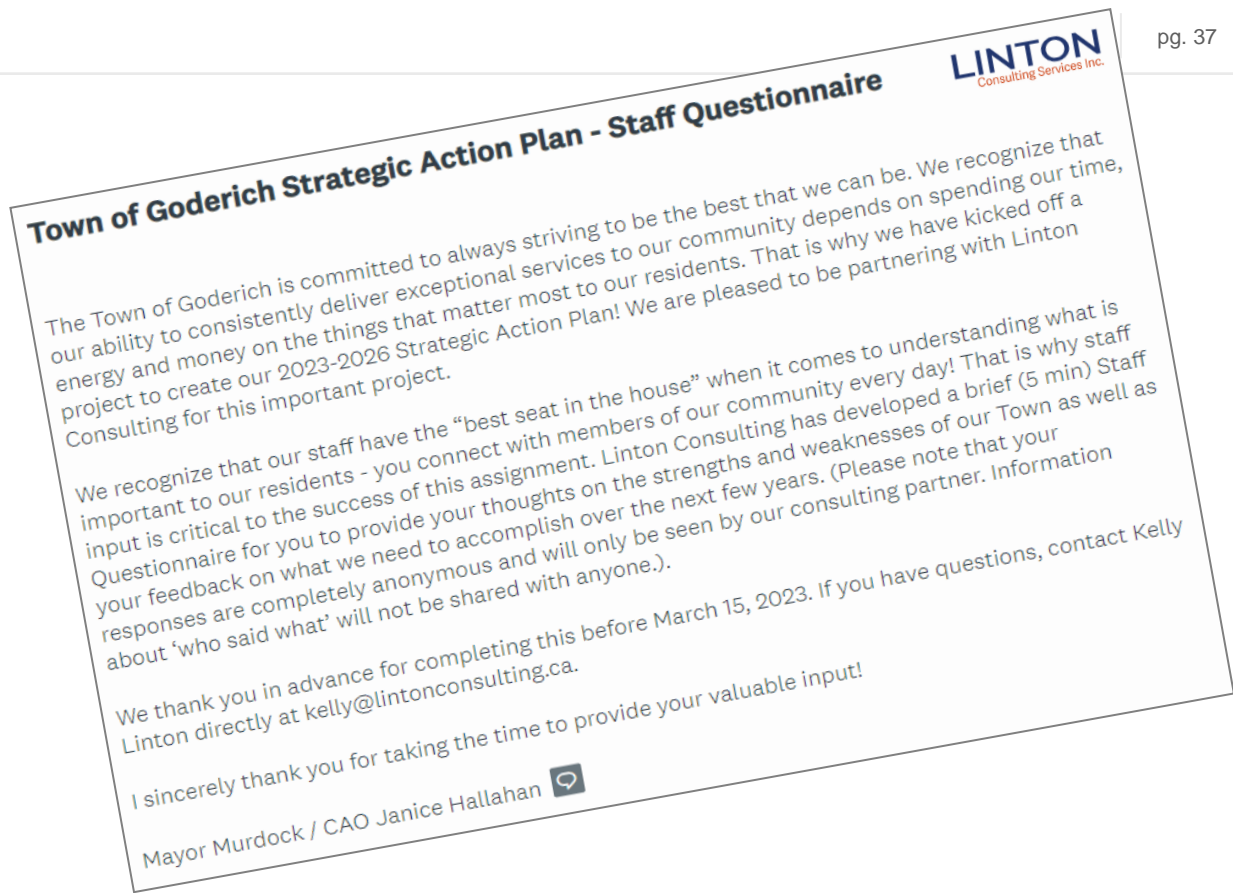 pg. 37
LINTON
Consulting Services Inc.
Town of Goderich Strategic Action Plan - Staff Questionnaire
The Town of Goderich is committed to always striving to be the best that we can be. We recognize that
our ability to consistently deliver exceptional services to our community depends on spending our time,
energy and money on the things that matter most to our residents. That is why we have kicked off a
project to create our 2023-2026 Strategic Action Plan! We are pleased to be partnering with Linton
Consulting for this important project.
We recognize that our staff have the “best seat in the house” when it comes to understanding what is
important to our residents - you connect with members of our community every day! That is why staff
input is critical to the success of this assignment. Linton Consulting has developed a brief (5 min) Staff
Questionnaire for you to provide your thoughts on the strengths and weaknesses of our Town as well as
your feedback on what we need to accomplish over the next few years. (Please note that your
responses are completely anonymous and will only be seen by our consulting partner. Information
about ‘who said what’ will not be shared with anyone.).
We thank you in advance for completing this before March 15, 2023. If you have questions, contact Kelly
Linton directly at kelly@lintonconsulting.ca.
I sincerely thank you for taking the time to provide your valuable input!
Mayor Murdock / CAO Janice Hallahan